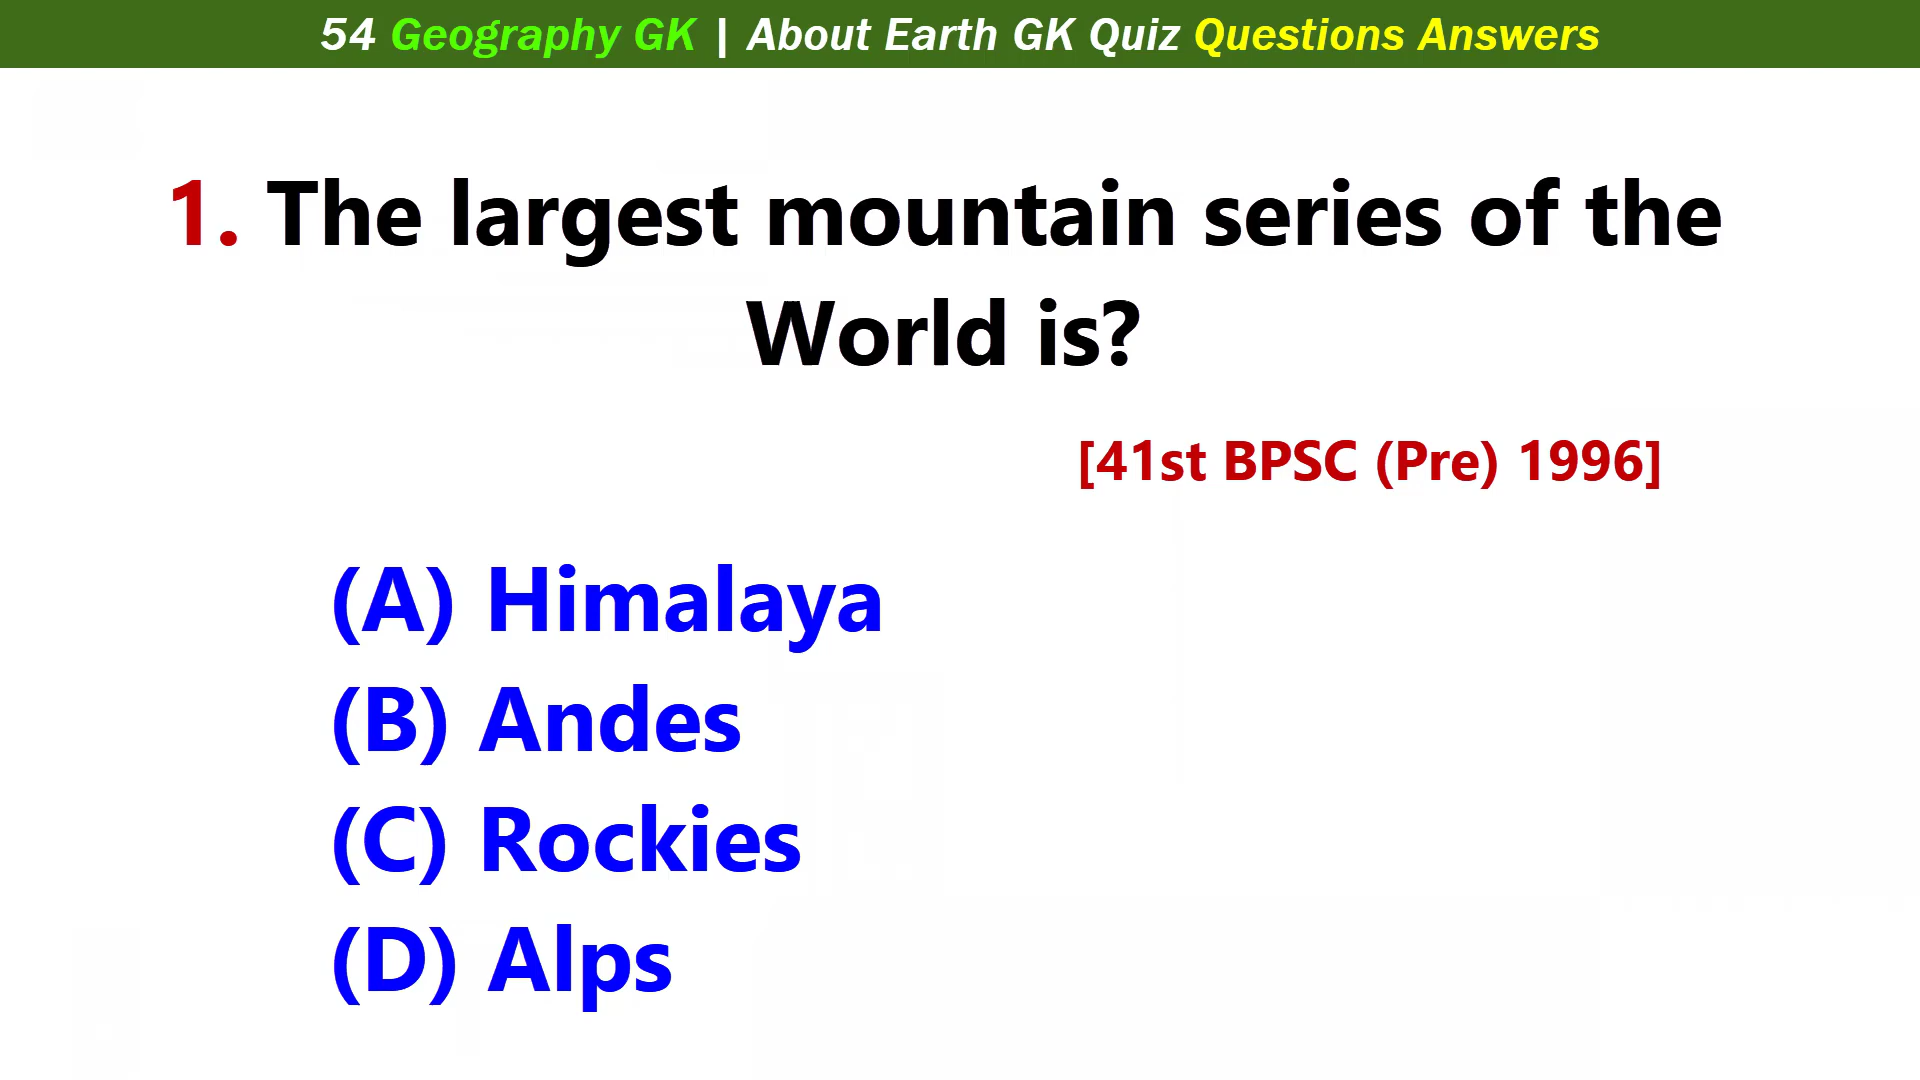 54 Geography GK | About Earth GK Quiz Questions Answers
1. The largest mountain series of the
World is?
[41st BPSC (Pre) 1996]
(A) Himalaya
(B) Andes
(C) Rockies
(D) Alps